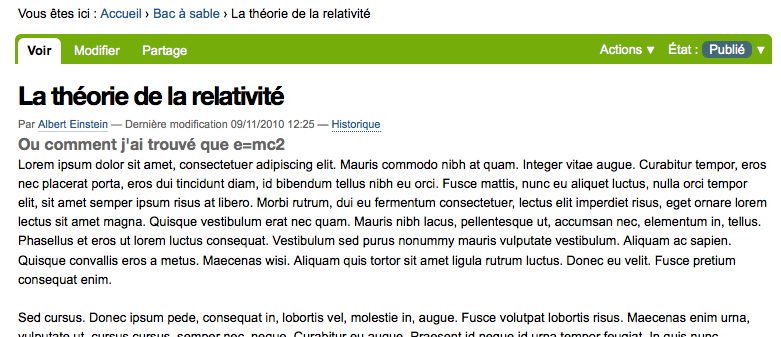 Vous êtes ici : Accueil › Bac à sable › La théorie de la relativité
Voir Modifier Partage Actions ▼ État : Publié ▼
La théorie de la relativité
Par Albert Einstein — Dernière modification 09/11/2010 12:25 — Historique
Ou comment j'ai trouvé que e=mc2
Lorem ipsum dolor sit amet, consectetuer adipiscing elit. Mauris commodo nibh at quam. Integer vitae augue. Curabitur tempor, eros
nec placerat porta, eros dui tincidunt diam, id bibendum tellus nibh eu orci. Fusce mattis, nunc eu aliquet luctus, nulla orci tempor
elit, sit amet semper ipsum risus at libero. Morbi rutrum, dui eu fermentum consectetuer, lectus elit imperdiet risus, eget ornare lorem
lectus sit amet magna. Quisque vestibulum erat nec quam. Mauris nibh lacus, pellentesque ut, accumsan nec, elementum in, tellus.
Phasellus et eros ut lorem luctus consequat. Vestibulum sed purus nonummy mauris vulputate vestibulum. Aliquam ac sapien.
Quisque convallis eros a metus. Maecenas wisi. Aliquam quis tortor sit amet ligula rutrum luctus. Donec eu velit. Fusce pretium
consequat enim.
Sed cursus. Donec ipsum pede, consequat in, lobortis vel, molestie in, augue. Fusce volutpat lobortis risus. Maecenas enim urna,
vulputate ut, cursus cursus, semper nec, neque. Curabitur eu augue. Praesent id neque id urna tempor feugiat. In quis nunc